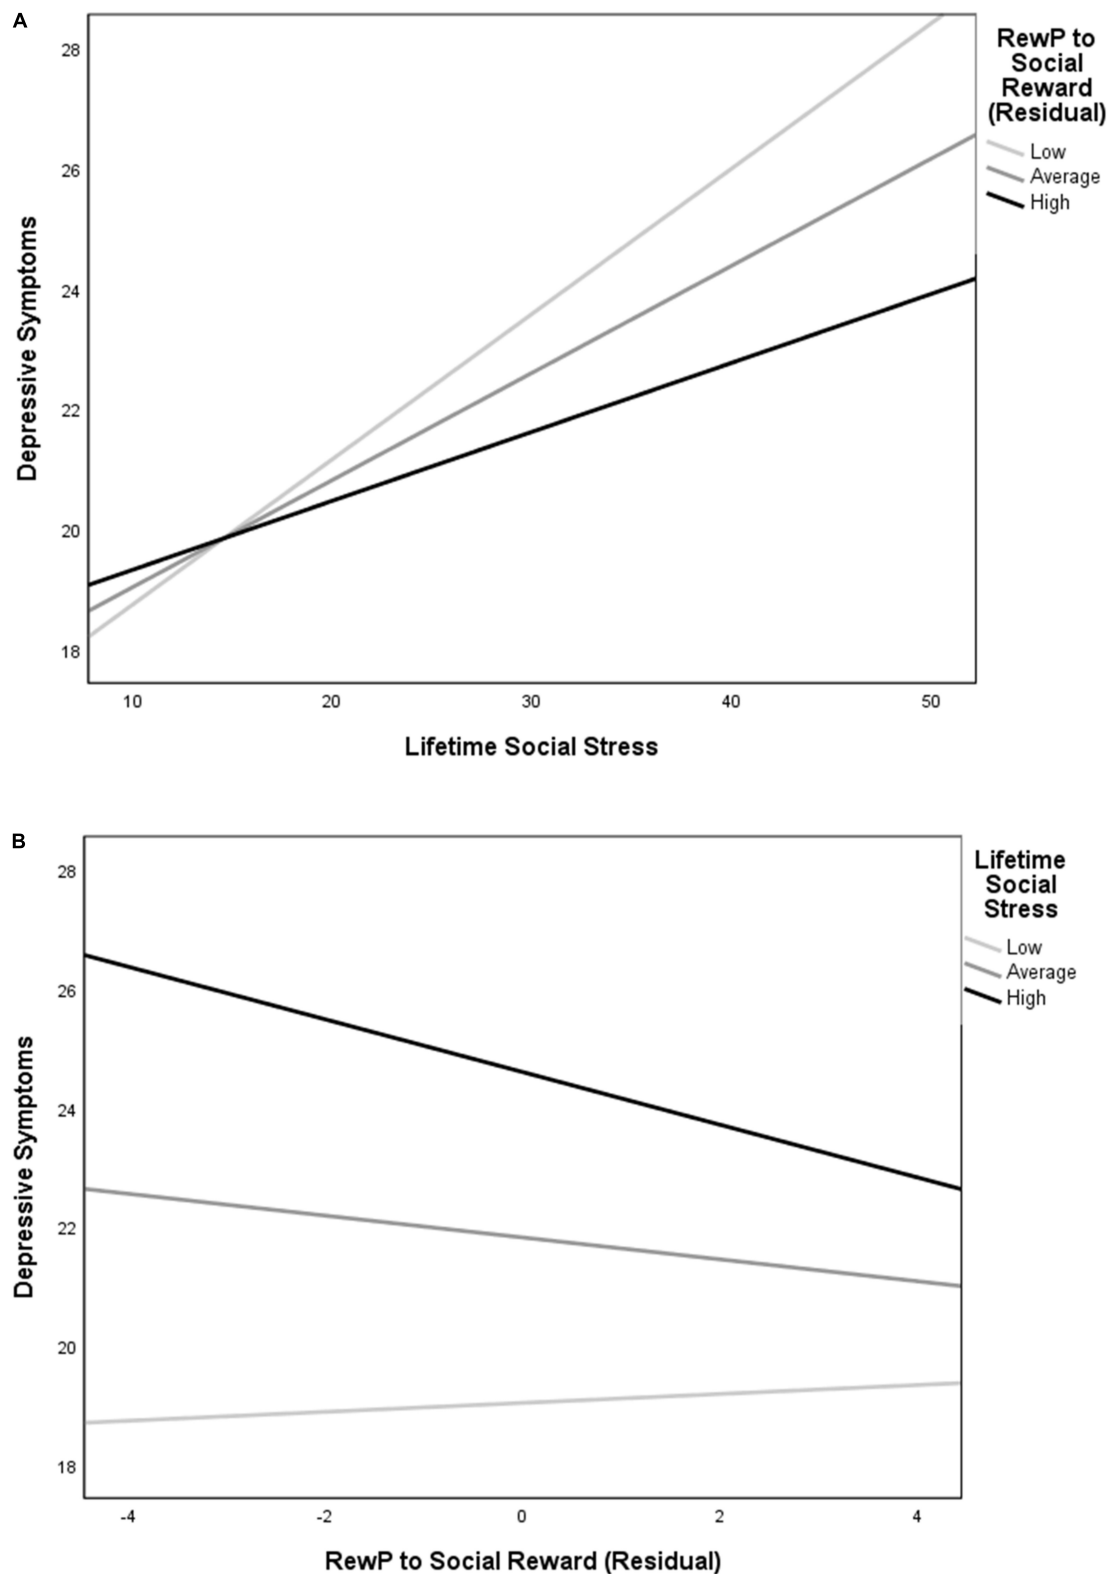 A
RewP to
Social
Reward
(Residual)
Low
Average
High
Depressive Symptoms
28
26
24
22
20
18
10 20 30 40 50
Lifetime Social Stress
B
Lifetime
Social
Stress
Low
Average
High
Depressive Symptoms
28
26
24
22
20
18
-4 -2 0 2 4
RewP to Social Reward (Residual)